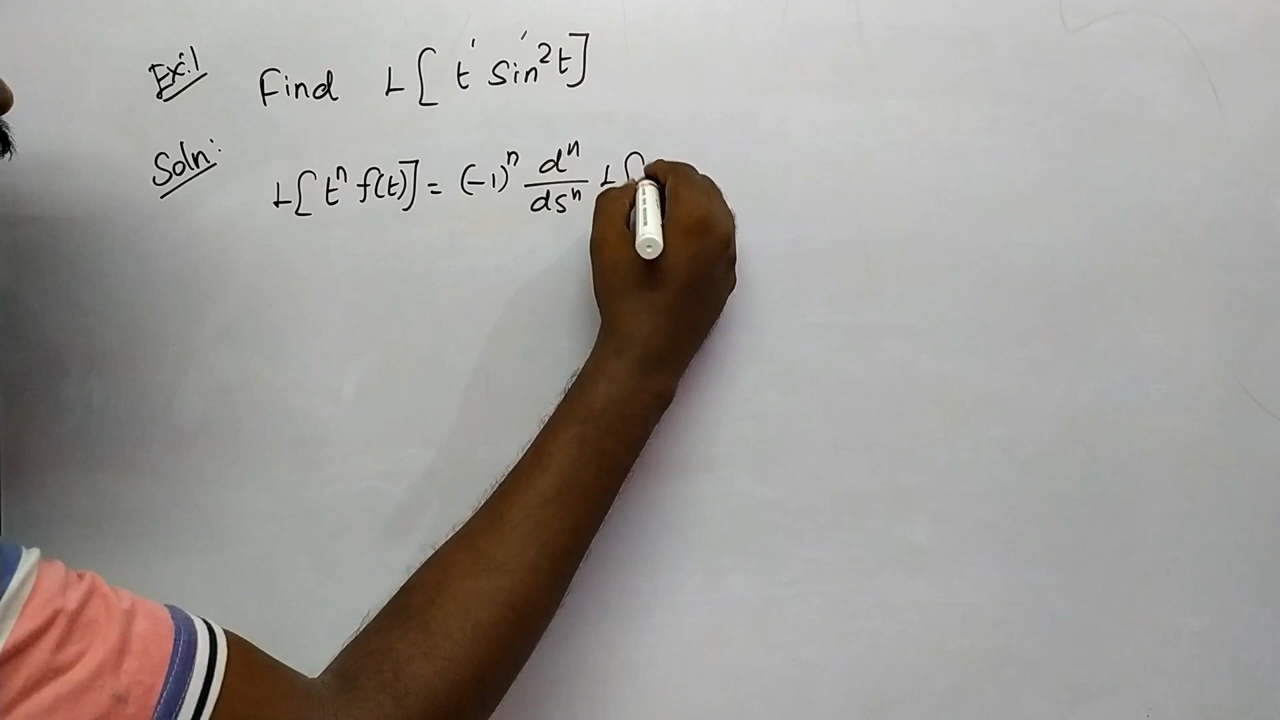 Ex:1 Find L[t' sin²t]
Soln: L[tⁿ f(t)] = (-1)ⁿ dⁿ/dsⁿ L[